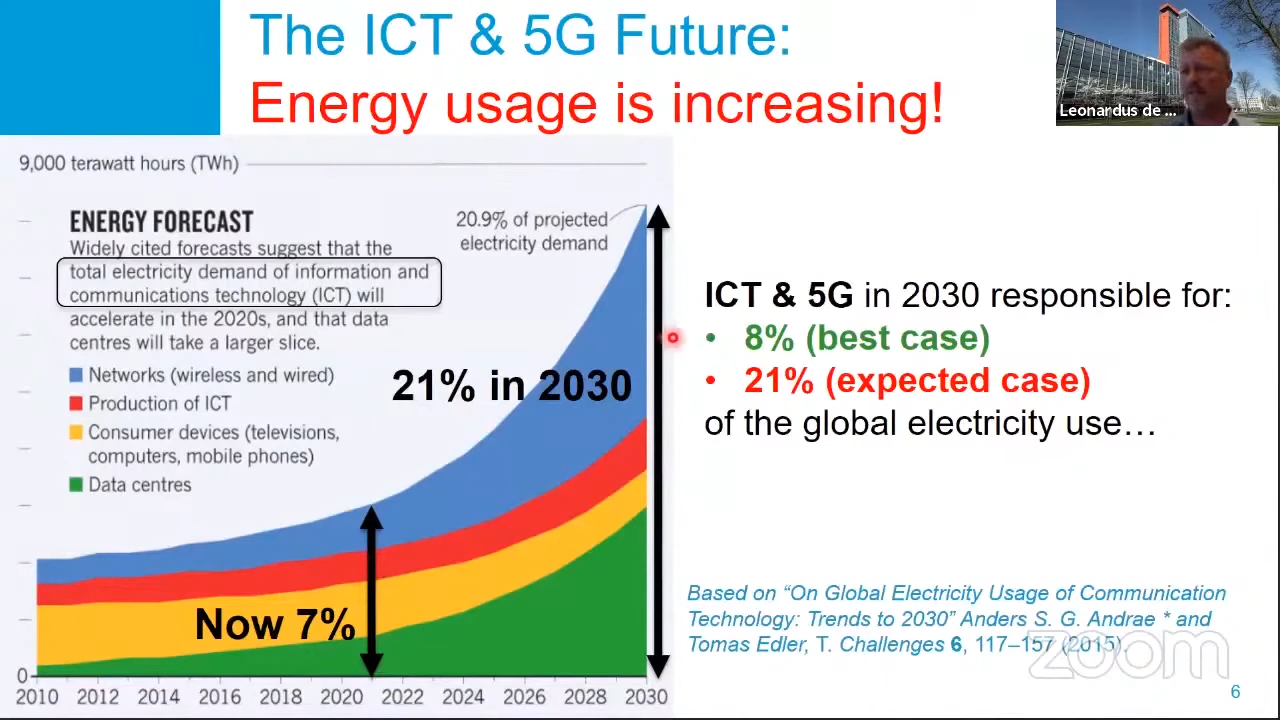 The ICT & 5G Future:
Energy usage is increasing!
Leonardus de ...
9,000 terawatt hours (TWh)
ENERGY FORECAST
Widely cited forecasts suggest that the
total electricity demand of information and
communications technology (ICT) will
accelerate in the 2020s, and that data
centres will take a larger slice.
20.9% of projected
electricity demand
Networks (wireless and wired)
Production of ICT
Consumer devices (televisions,
computers, mobile phones)
Data centres
21% in 2030
Now 7%
0
2010 2012 2014 2016 2018 2020 2022 2024 2026 2028 2030
ICT & 5G in 2030 responsible for:
• 8% (best case)
• 21% (expected case)
of the global electricity use…
Based on “On Global Electricity Usage of Communication
Technology: Trends to 2030” Anders S. G. Andrae * and
Tomas Edler, T. Challenges 6, 117–157 (2015).
zoom
6